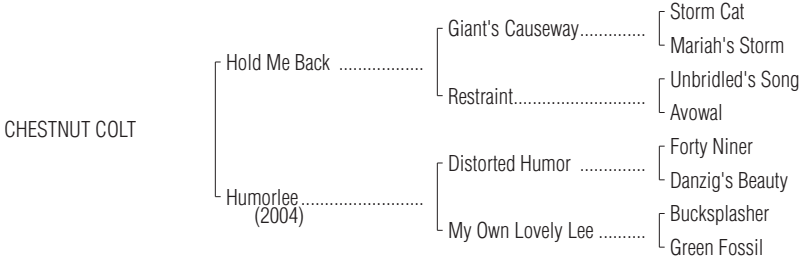 Storm Cat
Giant's Causeway..............
Mariah's Storm
Hold Me Back ..................
Unbridled's Song
Restraint............................
Avowal
CHESTNUT COLT
Forty Niner
Distorted Humor ..............
Danzig's Beauty
Humorlee..........................
(2004)
Bucksplasher
My Own Lovely Lee ..........
Green Fossil